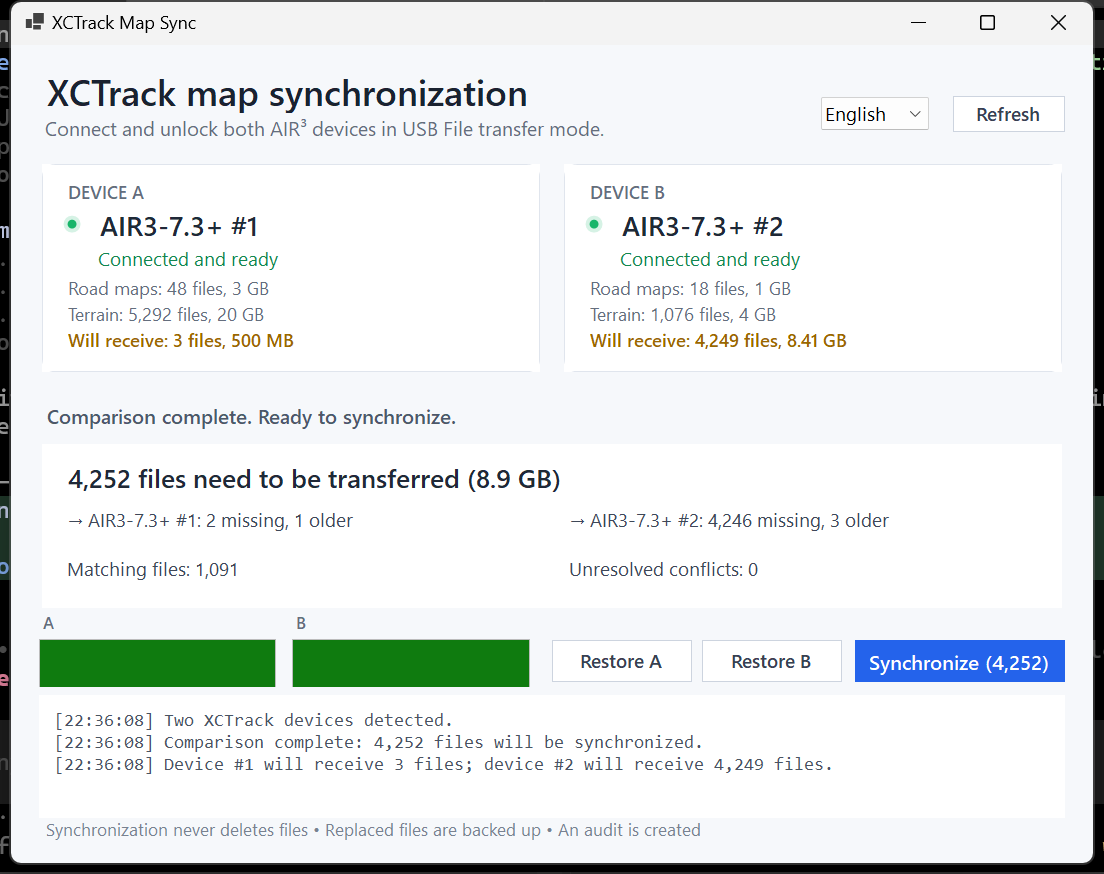 XCTrack Map Sync
XCTrack map synchronization
Connect and unlock both AIR³ devices in USB File transfer mode.
English
Refresh
DEVICE A
AIR3-7.3+ #1
Connected and ready
Road maps: 48 files, 3 GB
Terrain: 5,292 files, 20 GB
Will receive: 3 files, 500 MB
DEVICE B
AIR3-7.3+ #2
Connected and ready
Road maps: 18 files, 1 GB
Terrain: 1,076 files, 4 GB
Will receive: 4,249 files, 8.41 GB
Comparison complete. Ready to synchronize.
4,252 files need to be transferred (8.9 GB)
→ AIR3-7.3+ #1: 2 missing, 1 older
→ AIR3-7.3+ #2: 4,246 missing, 3 older
Matching files: 1,091
Unresolved conflicts: 0
A
B
Restore A
Restore B
Synchronize (4,252)
[22:36:08] Two XCTrack devices detected.
[22:36:08] Comparison complete: 4,252 files will be synchronized.
[22:36:08] Device #1 will receive 3 files; device #2 will receive 4,249 files.
Synchronization never deletes files • Replaced files are backed up • An audit is created